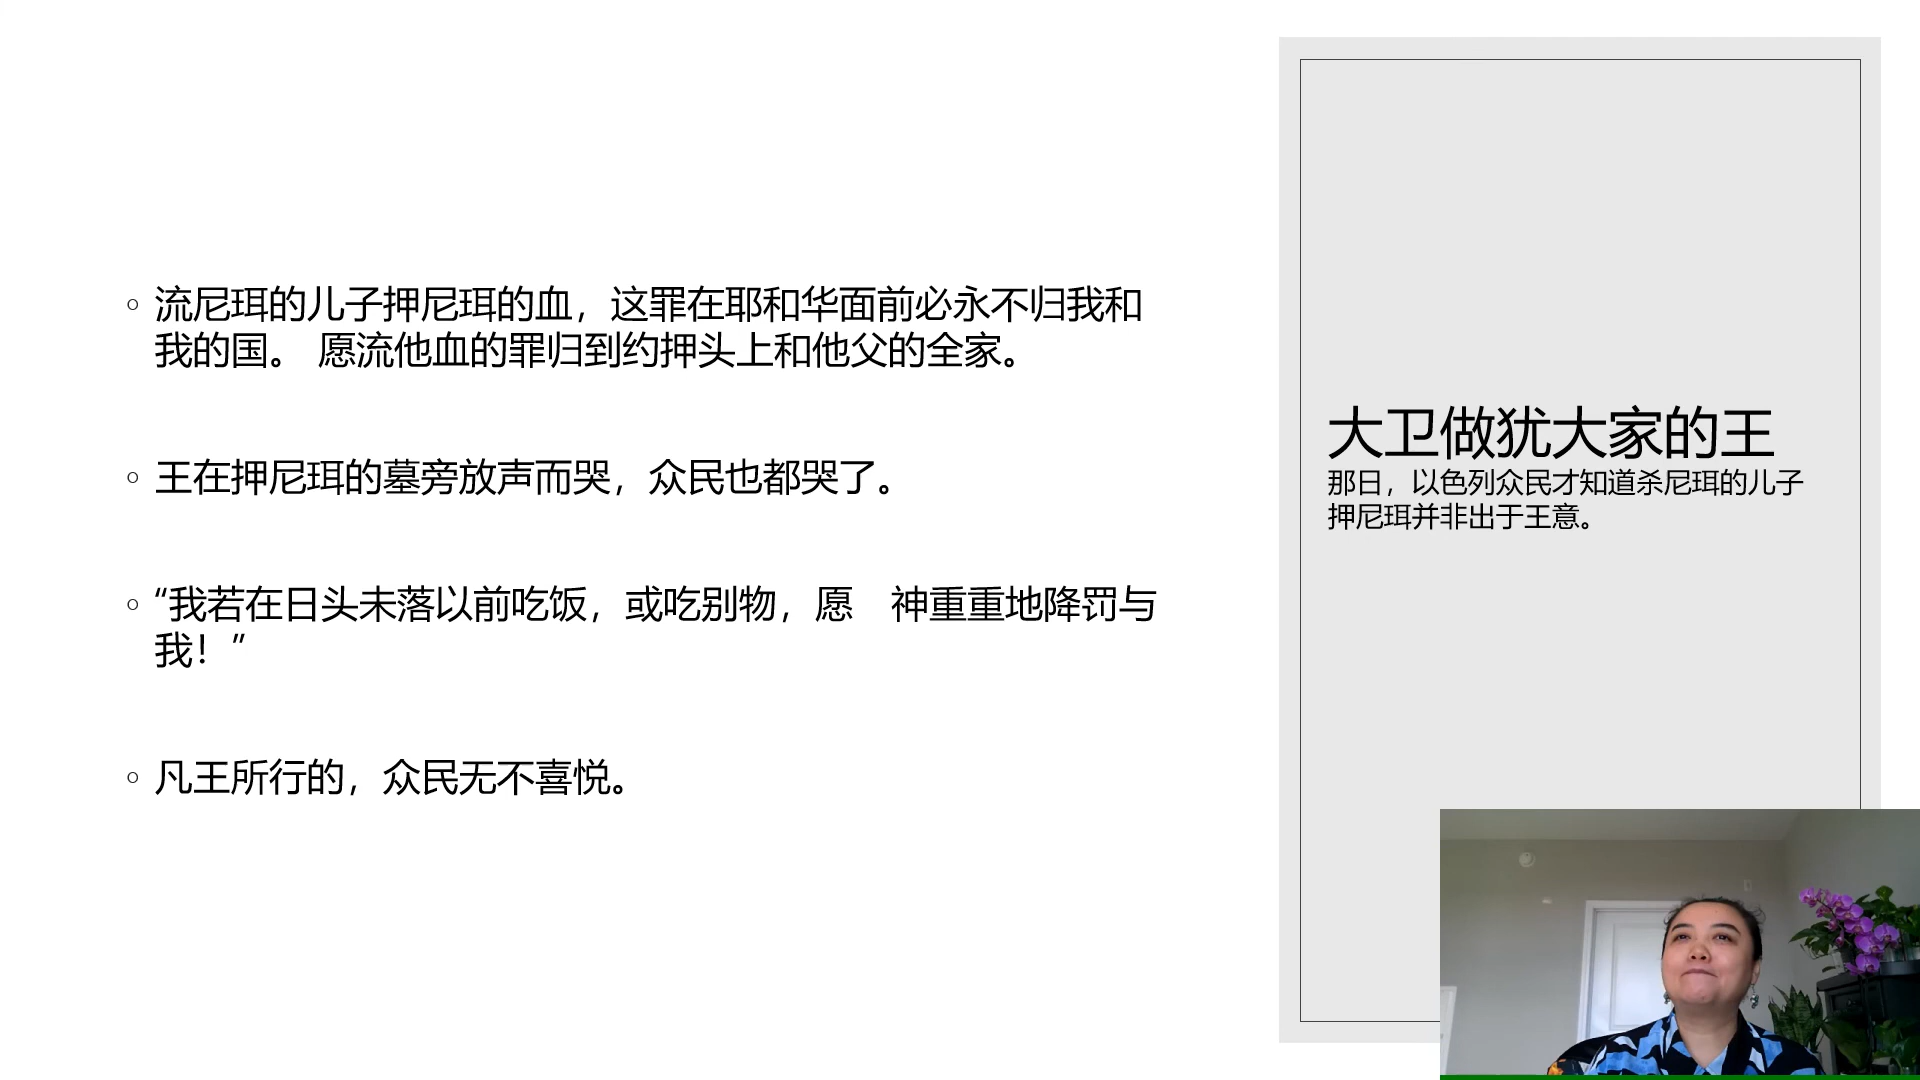 流尼珥的儿子押尼珥的血，这罪在耶和华面前必永不归我和
我的国。 愿流他血的罪归到约押头上和他父的全家。
王在押尼珥的墓旁放声而哭，众民也都哭了。
“我若在日头未落以前吃饭，或吃别物，愿　神重重地降罚与
我！”
凡王所行的，众民无不喜悦。
大卫做犹大家的王
那日，以色列众民才知道杀尼珥的儿子
押尼珥并非出于王意。